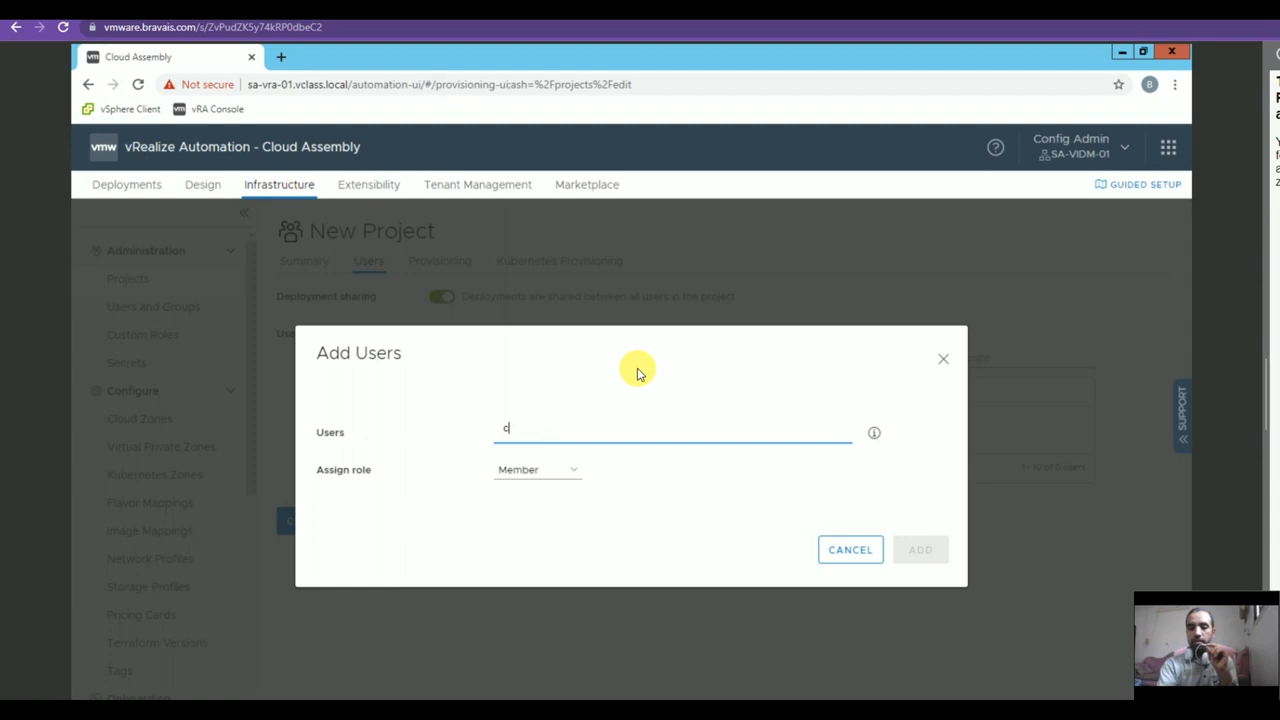 vmware.bravais.com/s/ZvPudZK5y74kRP0dbeC2
vm Cloud Assembly
Not secure sa-vra-01.vclass.local/automation-ui/#/provisioning-ui;ash=%2Fprojects%2Fedit B
vSphere Client vm vRA Console
vmw vRealize Automation - Cloud Assembly
Config Admin
SA-VIDM-01
Deployments Design Infrastructure Extensibility Tenant Management Marketplace GUIDED SETUP
New Project
Administration
Summary Users Provisioning Kubernetes Provisioning
Projects
Deployment sharing Deployments are shared between all users in the project
Users and Groups
Custom Roles
Secrets
Configure
Cloud Zones
Virtual Private Zones
Kubernetes Zones
Flavor Mappings
Image Mappings
Network Profiles
Storage Profiles
Pricing Cards
Terraform Versions
Tags
Onboarding
Add Users
Users c
Assign role Member
CANCEL ADD
SUPPORT